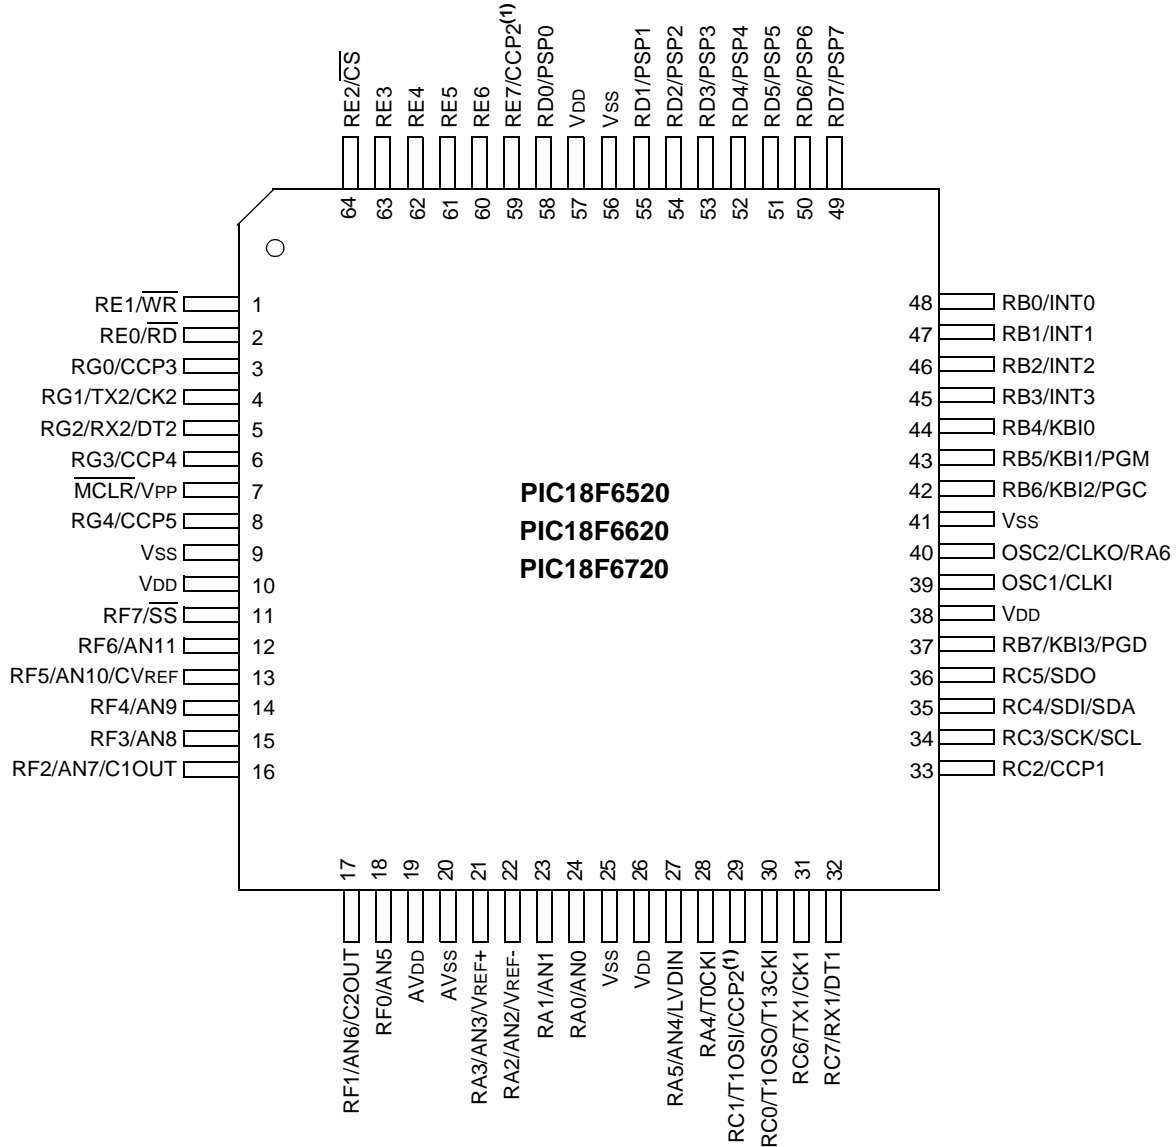 RE2/C̅S̅
RE3
RE4
RE5
RE6
RE7/CCP2(1)
RD0/PSP0
VDD
VSS
RD1/PSP1
RD2/PSP2
RD3/PSP3
RD4/PSP4
RD5/PSP5
RD6/PSP6
RD7/PSP7
64 63 62 61 60 59 58 57 56 55 54 53 52 51 50 49
RE1/W̅R̅ 1
RE0/R̅D̅ 2
RG0/CCP3 3
RG1/TX2/CK2 4
RG2/RX2/DT2 5
RG3/CCP4 6
M̅C̅L̅R̅/VPP 7
RG4/CCP5 8
VSS 9
VDD 10
RF7/S̅S̅ 11
RF6/AN11 12
RF5/AN10/CVREF 13
RF4/AN9 14
RF3/AN8 15
RF2/AN7/C1OUT 16
PIC18F6520
PIC18F6620
PIC18F6720
48 RB0/INT0
47 RB1/INT1
46 RB2/INT2
45 RB3/INT3
44 RB4/KBI0
43 RB5/KBI1/PGM
42 RB6/KBI2/PGC
41 VSS
40 OSC2/CLKO/RA6
39 OSC1/CLKI
38 VDD
37 RB7/KBI3/PGD
36 RC5/SDO
35 RC4/SDI/SDA
34 RC3/SCK/SCL
33 RC2/CCP1
17 18 19 20 21 22 23 24 25 26 27 28 29 30 31 32
RF1/AN6/C2OUT
RF0/AN5
AVDD
AVSS
RA3/AN3/VREF+
RA2/AN2/VREF-
RA1/AN1
RA0/AN0
VSS
VDD
RA5/AN4/LVDIN
RA4/T0CKI
RC1/T1OSI/CCP2(1)
RC0/T1OSO/T13CKI
RC6/TX1/CK1
RC7/RX1/DT1